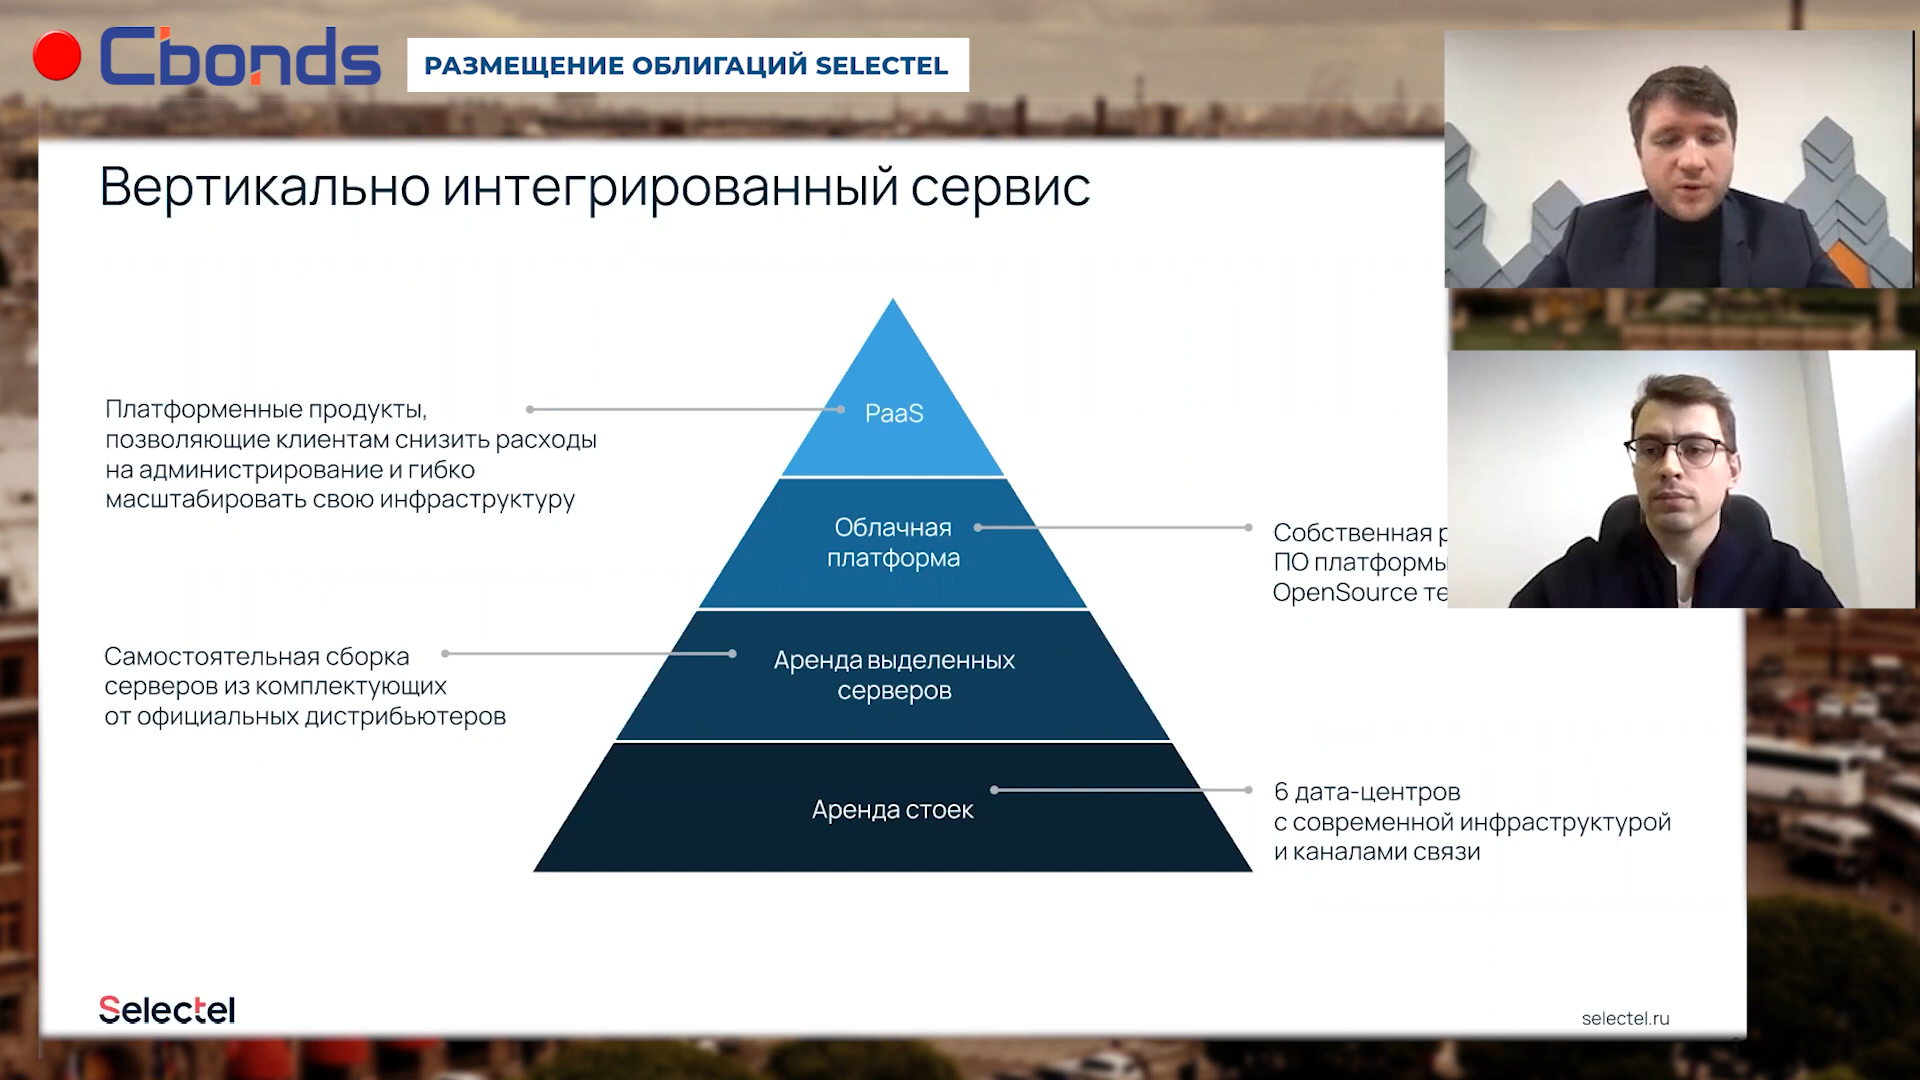 Cbonds
РАЗМЕЩЕНИЕ ОБЛИГАЦИЙ SELECTEL
Вертикально интегрированный сервис
Платформенные продукты,
позволяющие клиентам снизить расходы
на администрирование и гибко
масштабировать свою инфраструктуру
PaaS
Облачная
платформа
Собственная
ПО платформы
OpenSource
Самостоятельная сборка
серверов из комплектующих
от официальных дистрибьютеров
Аренда выделенных
серверов
Аренда стоек
6 дата-центров
с современной инфраструктурой
и каналами связи
Selectel
selectel.ru